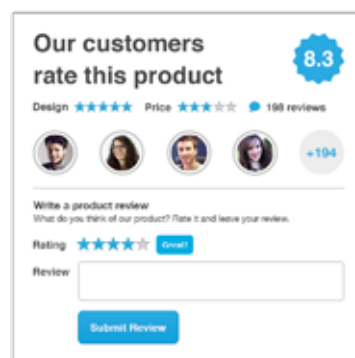 Our customers
rate this product
8.3
Design Price 198 reviews
+194
Write a product review
What do you think of our product? Rate it and leave your review.
Rating Great!
Review
Submit Review